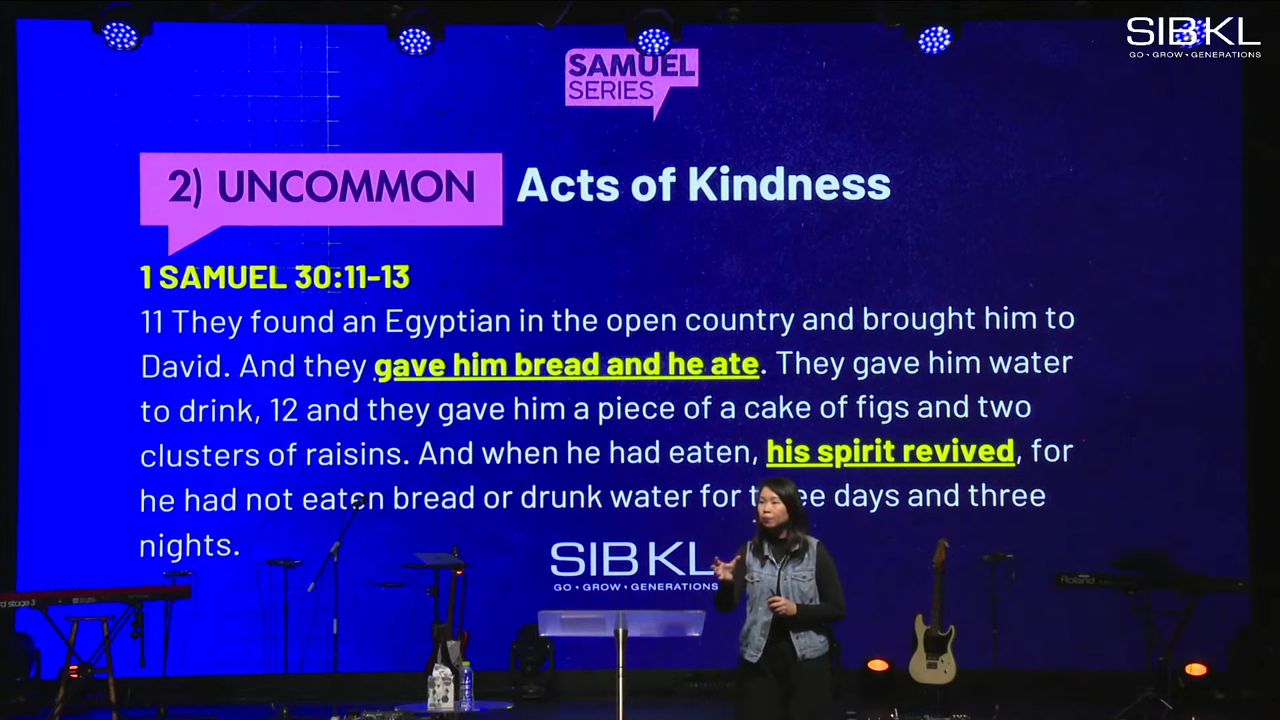 SIBKL
GO • GROW • GENERATIONS
SAMUEL
SERIES
2) UNCOMMON Acts of Kindness
1 SAMUEL 30:11-13
11 They found an Egyptian in the open country and brought him to
David. And they gave him bread and he ate. They gave him water
to drink, 12 and they gave him a piece of a cake of figs and two
clusters of raisins. And when he had eaten, his spirit revived, for
he had not eaten bread or drunk water for three days and three
nights.
SIBKL
GO • GROW • GENERATIONS
Roland